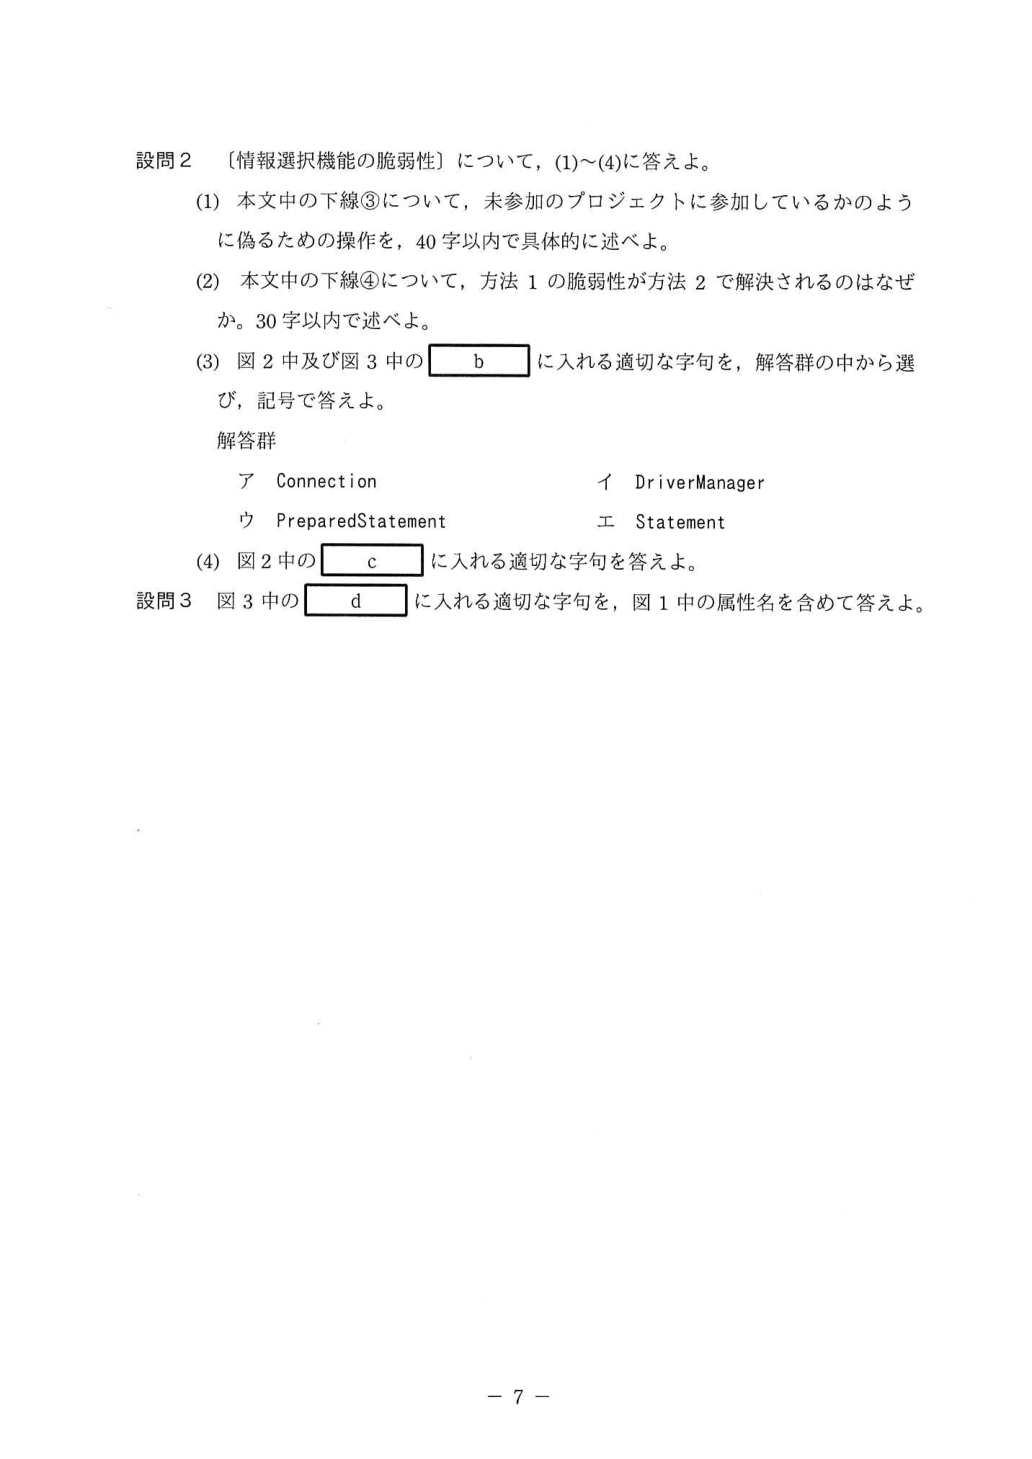 設問2　〔情報選択機能の脆弱性〕について，(1)～(4)に答えよ。
(1)　本文中の下線③について，未参加のプロジェクトに参加しているかのよう
に偽るための操作を，40 字以内で具体的に述べよ。
(2)　本文中の下線④について，方法 1 の脆弱性が方法 2 で解決されるのはなぜ
か。30 字以内で述べよ。
(3)　図 2 中及び図 3 中の b に入れる適切な字句を，解答群の中から選
び，記号で答えよ。
解答群
ア　Connection　イ　DriverManager
ウ　PreparedStatement　エ　Statement
(4)　図 2 中の c に入れる適切な字句を答えよ。
設問3　図 3 中の d に入れる適切な字句を，図 1 中の属性名を含めて答えよ。
－ 7 －